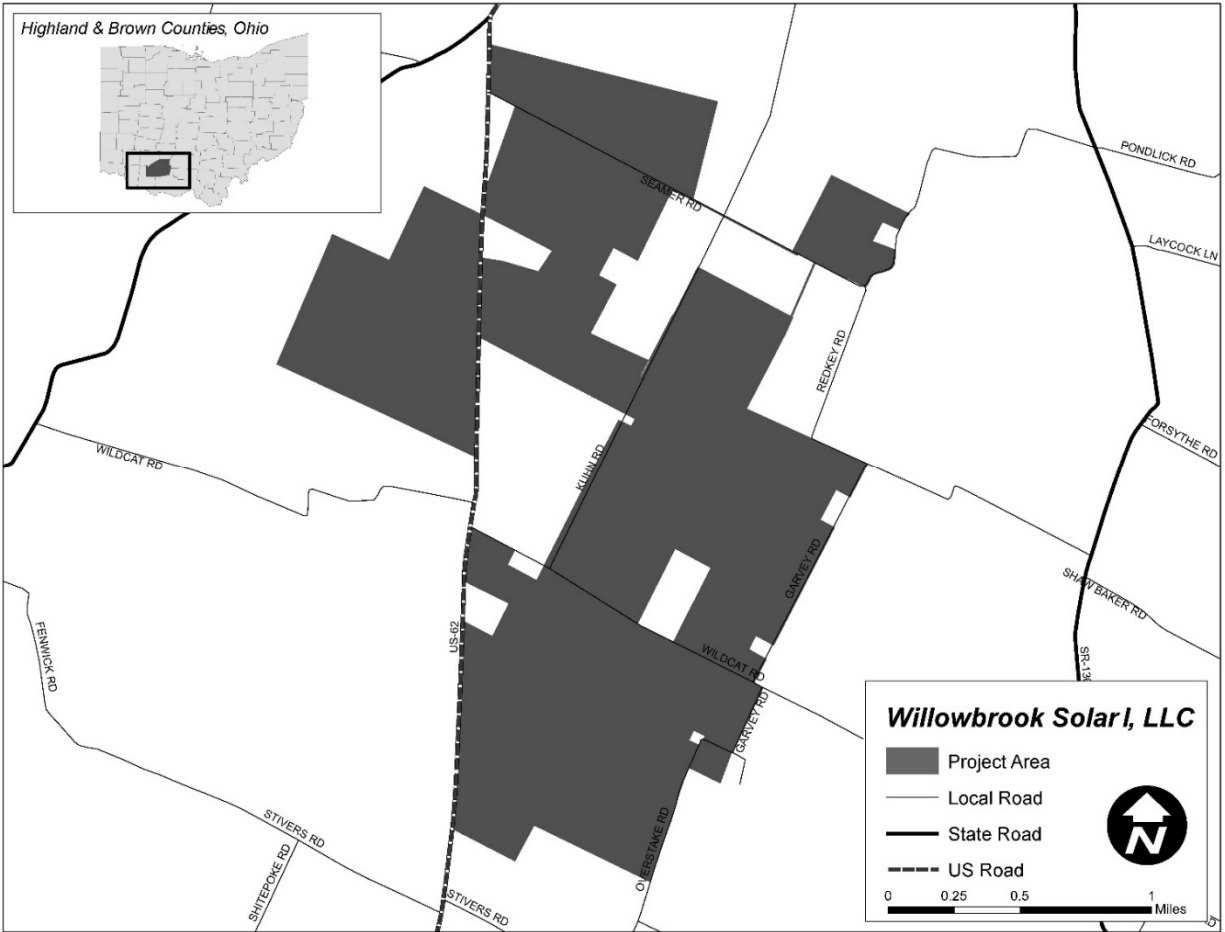 Highland & Brown Counties, Ohio
PONDLICK RD
SEAMER RD
LAYCOCK LN
REDKEY RD
FORSYTHE RD
WILDCAT RD
KUHN RD
GARVEY RD
SHAW BAKER RD
FENWICK RD
US-62
WILDCAT RD
GARVEY RD
STIVERS RD
SHITEPOKE RD
OVERSTAKE RD
STIVERS RD
Willowbrook Solar I, LLC
Project Area
Local Road
State Road
US Road
N
0 0.25 0.5 1
Miles